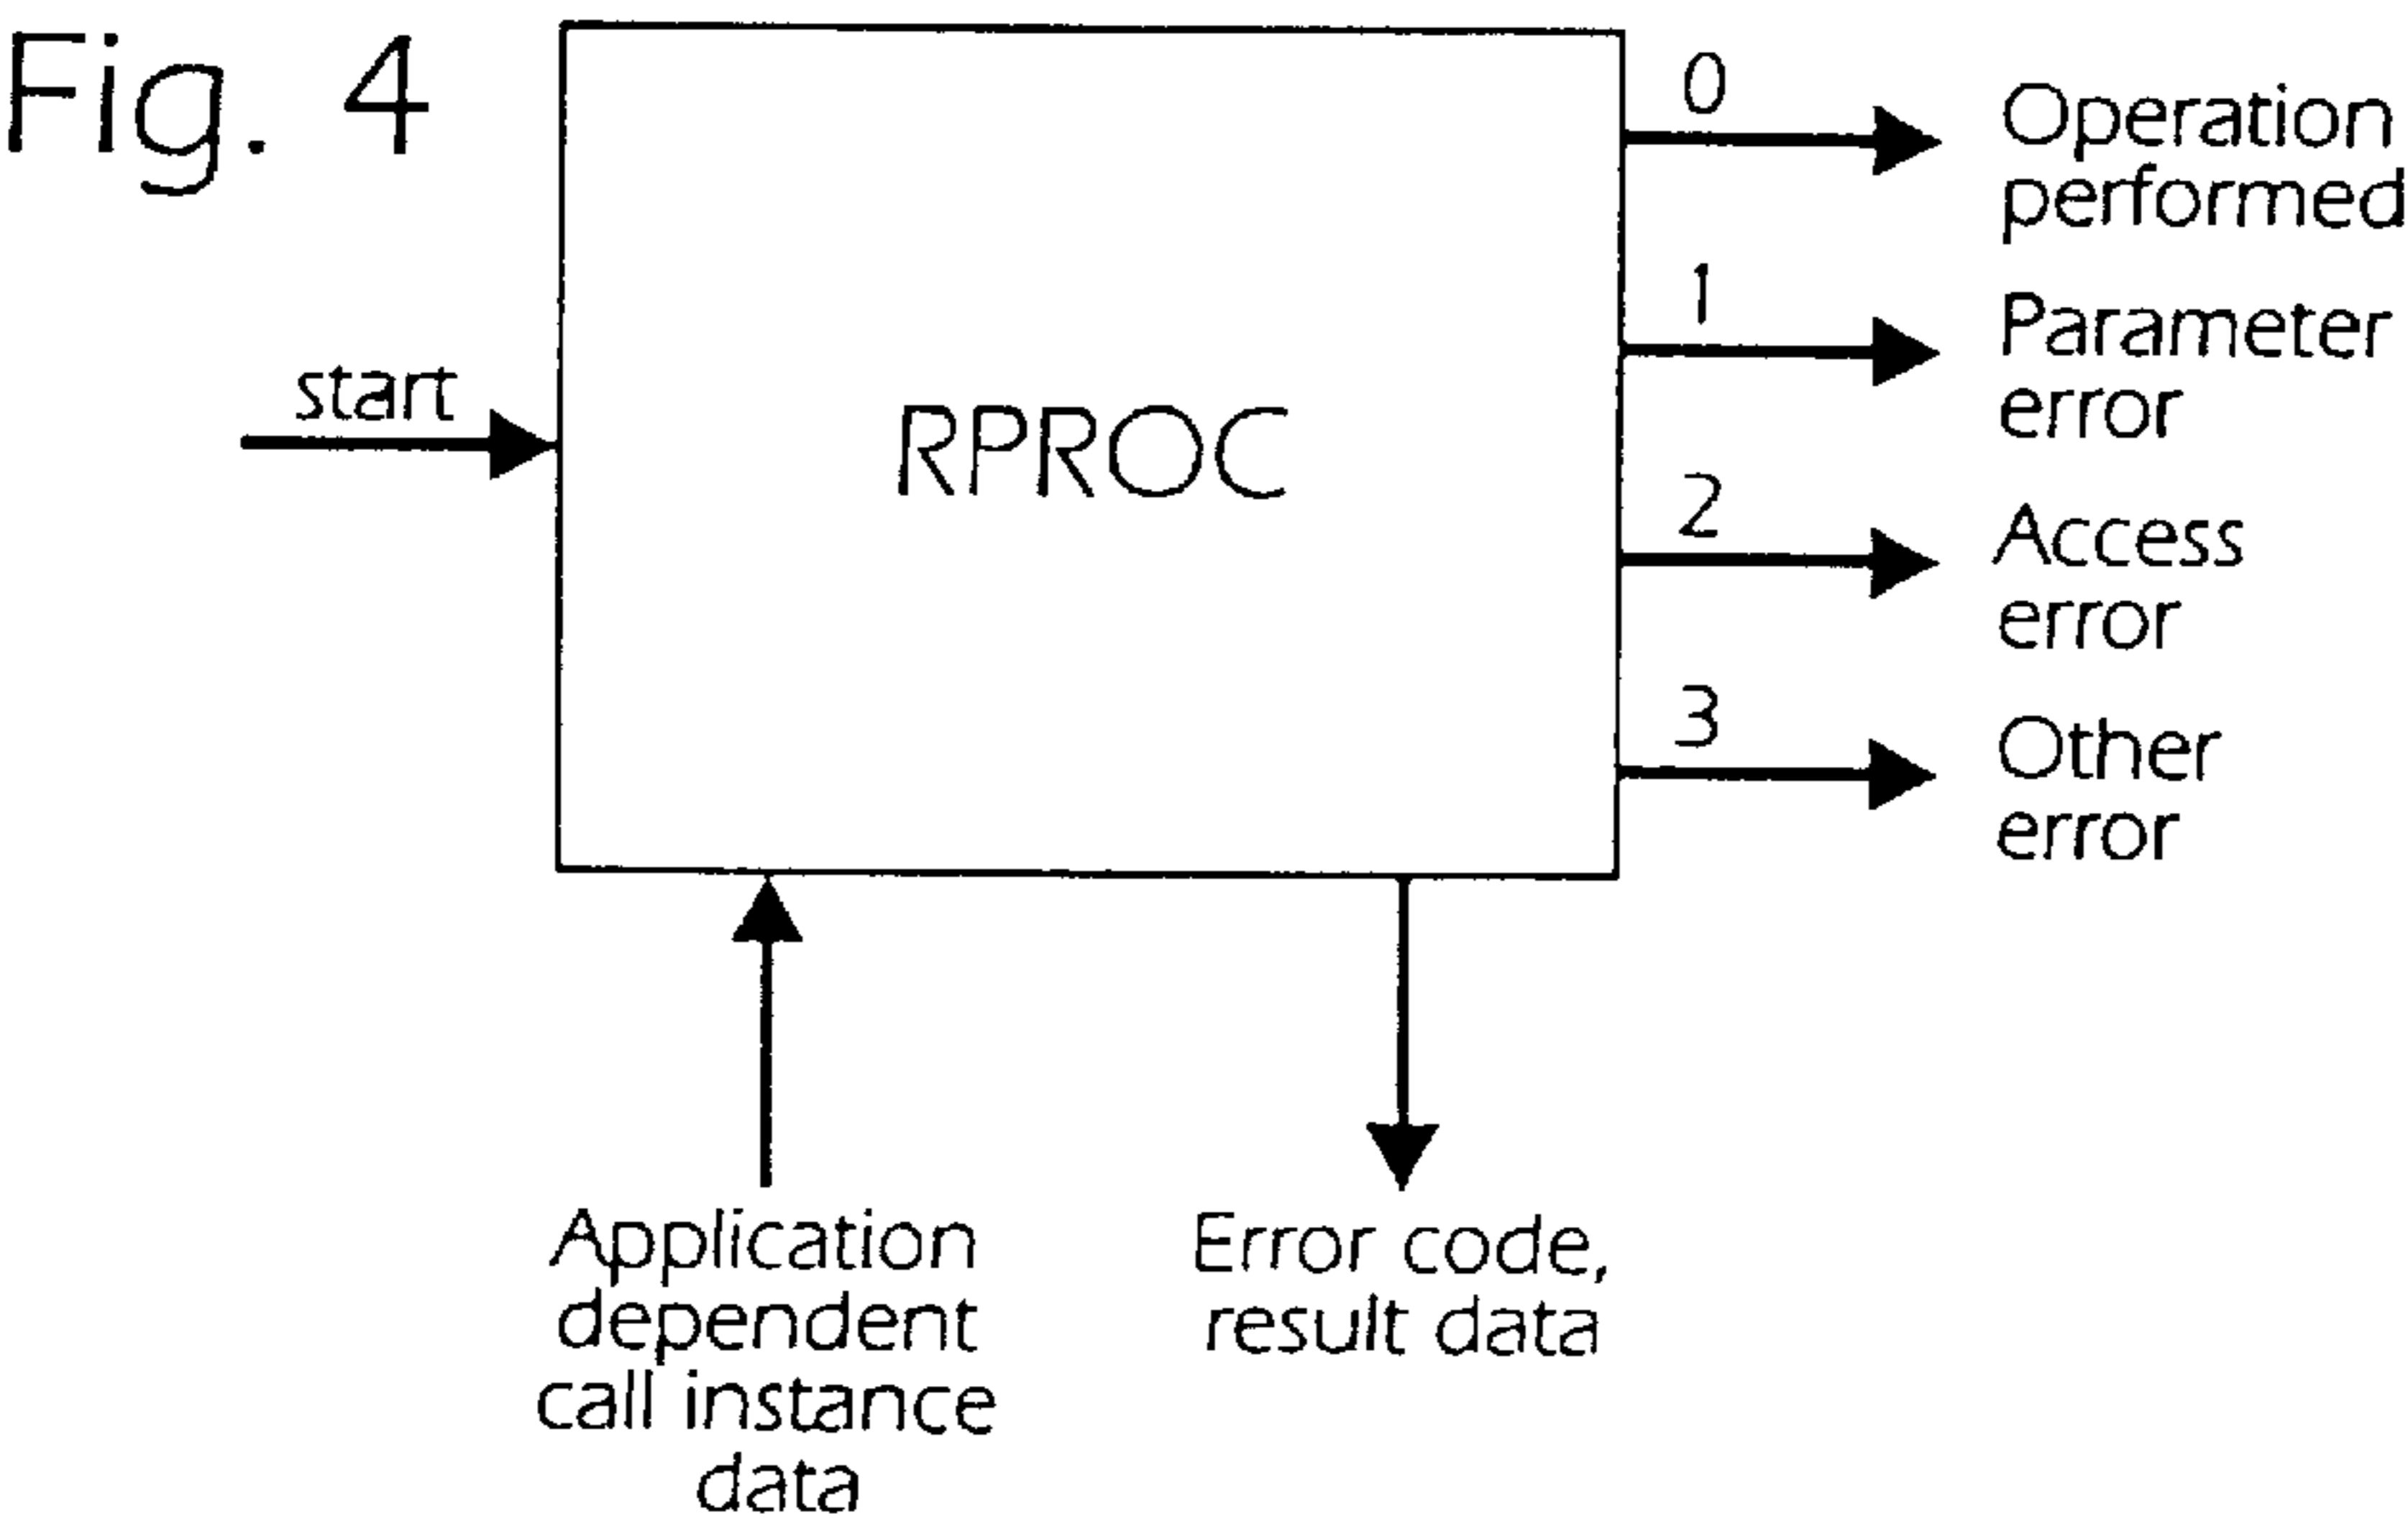 Fig. 4
0
Operation
performed
1
Parameter
error
start
RPROC
2
Access
error
3
Other
error
Application
dependent
call instance
data
Error code,
result data